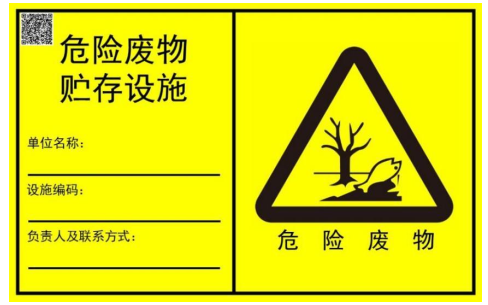 危险废物
贮存设施
单位名称：
设施编码：
负责人及联系方式：
危险废物